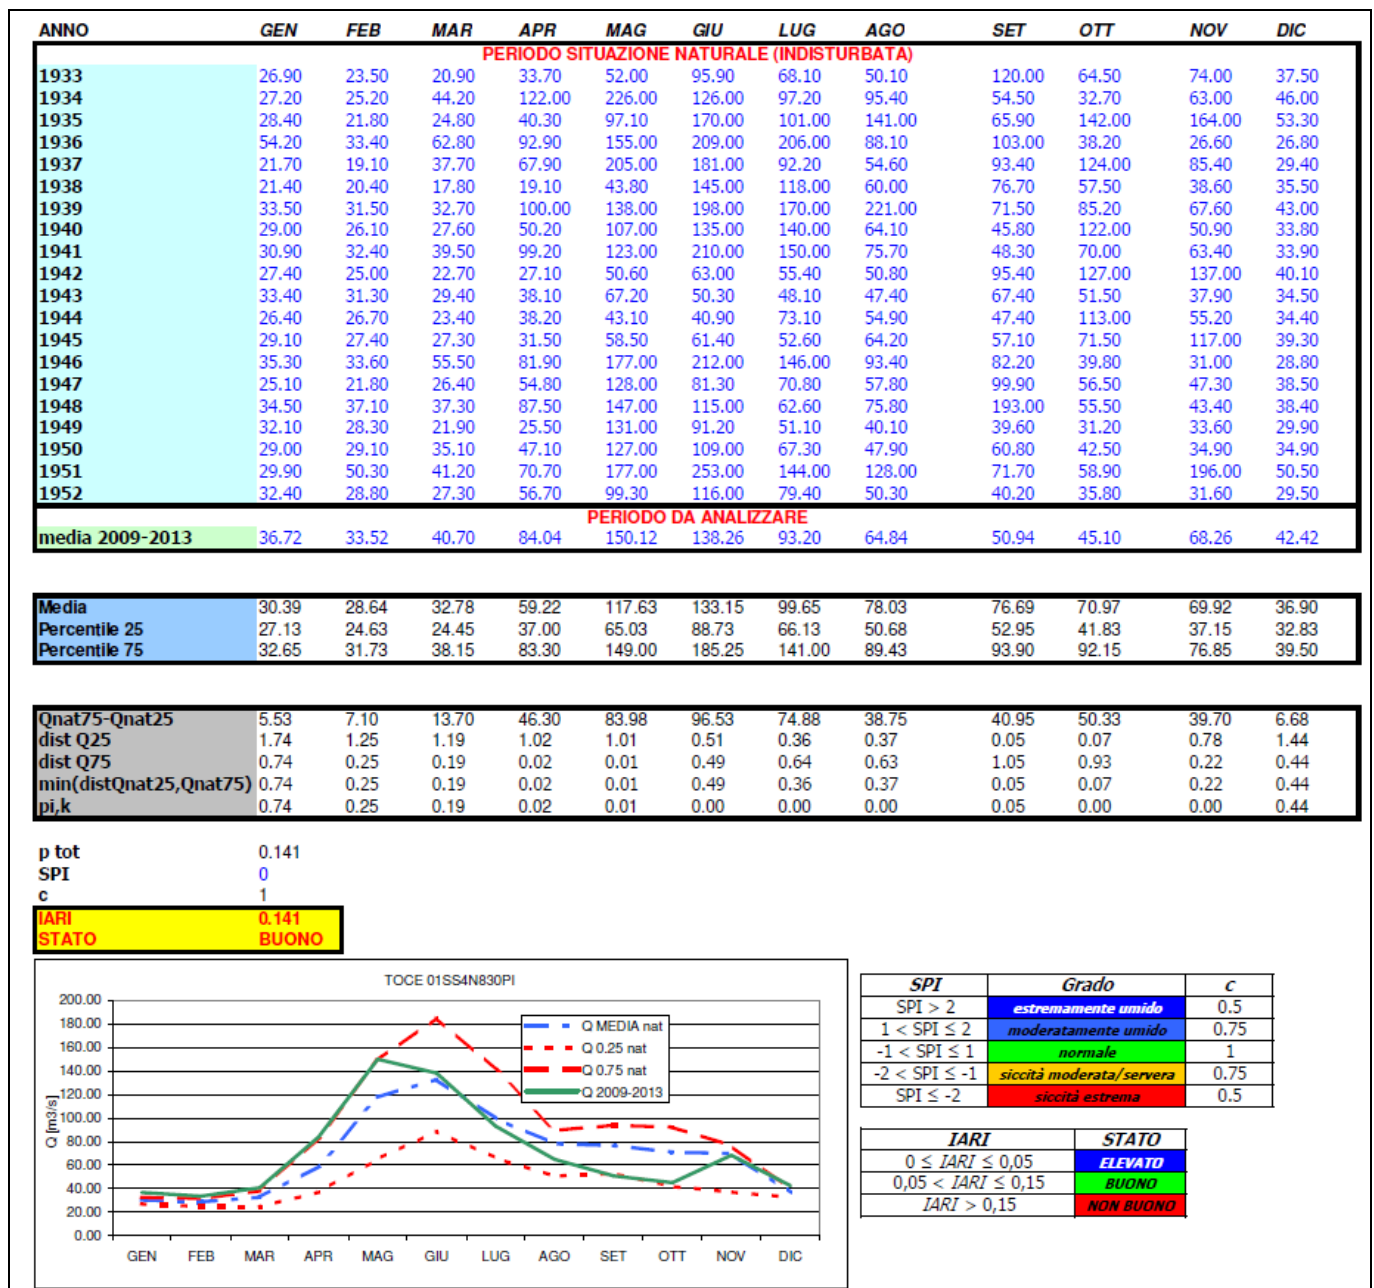 ANNO GEN FEB MAR APR MAG GIU LUG AGO SET OTT NOV DIC
PERIODO SITUAZIONE NATURALE (INDISTURBATA)
1933 26.90 23.50 20.90 33.70 52.00 95.90 68.10 50.10 120.00 64.50 74.00 37.50
1934 27.20 25.20 44.20 122.00 226.00 126.00 97.20 95.40 54.50 32.70 63.00 46.00
1935 28.40 21.80 24.80 40.30 97.10 170.00 101.00 141.00 65.90 142.00 164.00 53.30
1936 54.20 33.40 62.80 92.90 155.00 209.00 206.00 88.10 103.00 38.20 26.60 26.80
1937 21.70 19.10 37.70 67.90 205.00 181.00 92.20 54.60 93.40 124.00 85.40 29.40
1938 21.40 20.40 17.80 19.10 43.80 145.00 118.00 60.00 76.70 57.50 38.60 35.50
1939 33.50 31.50 32.70 100.00 138.00 198.00 170.00 221.00 71.50 85.20 67.60 43.00
1940 29.00 26.10 27.60 50.20 107.00 135.00 140.00 64.10 45.80 122.00 50.90 33.80
1941 30.90 32.40 39.50 99.20 123.00 210.00 150.00 75.70 48.30 70.00 63.40 33.90
1942 27.40 25.00 22.70 27.10 50.60 63.00 55.40 50.80 95.40 127.00 137.00 40.10
1943 33.40 31.30 29.40 38.10 67.20 50.30 48.10 47.40 67.40 51.50 37.90 34.50
1944 26.40 26.70 23.40 38.20 43.10 40.90 73.10 54.90 47.40 113.00 55.20 34.40
1945 29.10 27.40 27.30 31.50 58.50 61.40 52.60 64.20 57.10 71.50 117.00 39.30
1946 35.30 33.60 55.50 81.90 177.00 212.00 146.00 93.40 82.20 39.80 31.00 28.80
1947 25.10 21.80 26.40 54.80 128.00 81.30 70.80 57.80 99.90 56.50 47.30 38.50
1948 34.50 37.10 37.30 87.50 147.00 115.00 62.60 75.80 193.00 55.50 43.40 38.40
1949 32.10 28.30 21.90 25.50 131.00 91.20 51.10 40.10 39.60 31.20 33.60 29.90
1950 29.00 29.10 35.10 47.10 127.00 109.00 67.30 47.90 60.80 42.50 34.90 34.90
1951 29.90 50.30 41.20 70.70 177.00 253.00 144.00 128.00 71.70 58.90 196.00 50.50
1952 32.40 28.80 27.30 56.70 99.30 116.00 79.40 50.30 40.20 35.80 31.60 29.50
PERIODO DA ANALIZZARE
media 2009-2013 36.72 33.52 40.70 84.04 150.12 138.26 93.20 64.84 50.94 45.10 68.26 42.42
Media 30.39 28.64 32.78 59.22 117.63 133.15 99.65 78.03 76.69 70.97 69.92 36.90
Percentile 25 27.13 24.63 24.45 37.00 65.03 88.73 66.13 50.68 52.95 41.83 37.15 32.83
Percentile 75 32.65 31.73 38.15 83.30 149.00 185.25 141.00 89.43 93.90 92.15 76.85 39.50
Qnat75-Qnat25 5.53 7.10 13.70 46.30 83.98 96.53 74.88 38.75 40.95 50.33 39.70 6.68
dist Q25 1.74 1.25 1.19 1.02 1.01 0.51 0.36 0.37 0.05 0.07 0.78 1.44
dist Q75 0.74 0.25 0.19 0.02 0.01 0.49 0.64 0.63 1.05 0.93 0.22 0.44
min(distQnat25,Qnat75) 0.74 0.25 0.19 0.02 0.01 0.49 0.36 0.37 0.05 0.07 0.22 0.44
pi,k 0.74 0.25 0.19 0.02 0.01 0.00 0.00 0.00 0.05 0.00 0.00 0.44
p tot 0.141
SPI 0
c 1
IARI 0.141
STATO BUONO
TOCE 01SS4N830PI
200.00
180.00
160.00
140.00
120.00
100.00
80.00
60.00
40.00
20.00
0.00
Q [m3/s]
Q MEDIA nat
Q 0.25 nat
Q 0.75 nat
Q 2009-2013
GEN FEB MAR APR MAG GIU LUG AGO SET OTT NOV DIC
SPI Grado c
SPI > 2 estremamente umido 0.5
1 < SPI ≤ 2 moderatamente umido 0.75
-1 < SPI ≤ 1 normale 1
-2 < SPI ≤ -1 siccità moderata/servera 0.75
SPI ≤ -2 siccità estrema 0.5
IARI STATO
0 ≤ IARI ≤ 0,05 ELEVATO
0,05 < IARI ≤ 0,15 BUONO
IARI > 0,15 NON BUONO